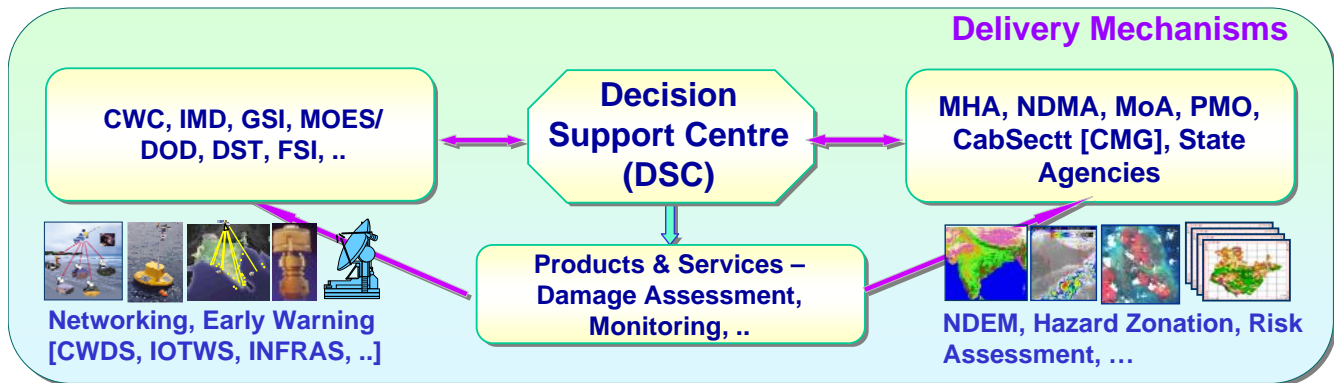 Delivery Mechanisms
CWC, IMD, GSI, MOES/
DOD, DST, FSI, ..
Decision
Support Centre
(DSC)
MHA, NDMA, MoA, PMO,
CabSectt [CMG], State
Agencies
Products & Services –
Damage Assessment,
Monitoring, ..
Networking, Early Warning
[CWDS, IOTWS, INFRAS, ..]
NDEM, Hazard Zonation, Risk
Assessment, …